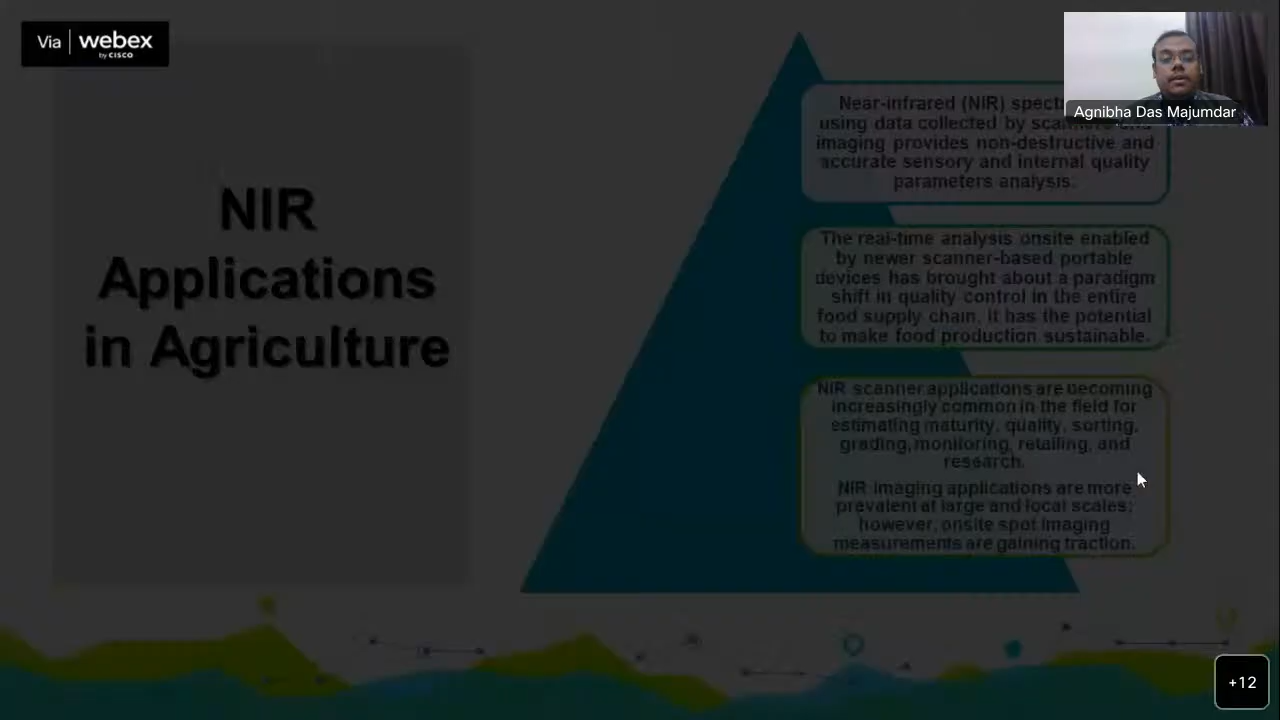 Via webex
by CISCO
Agnibha Das Majumdar
NIR
Applications
in Agriculture
Near-infrared (NIR)
using data collected by
imaging provides non-destructive and
accurate sensory and internal quality
parameters analysis.
The real-time analysis onsite enabled
by newer scanner-based portable
devices has brought about a paradigm
shift in quality control in the entire
food supply chain. It has the potential
to make food production sustainable.
NIR scanner applications are becoming
increasingly common in the field for
estimating maturity, quality, sorting,
grading, monitoring, retailing, and
research.
NIR imaging applications are more
prevalent at large and local scales;
however, onsite spot imaging
measurements are gaining traction.
+12